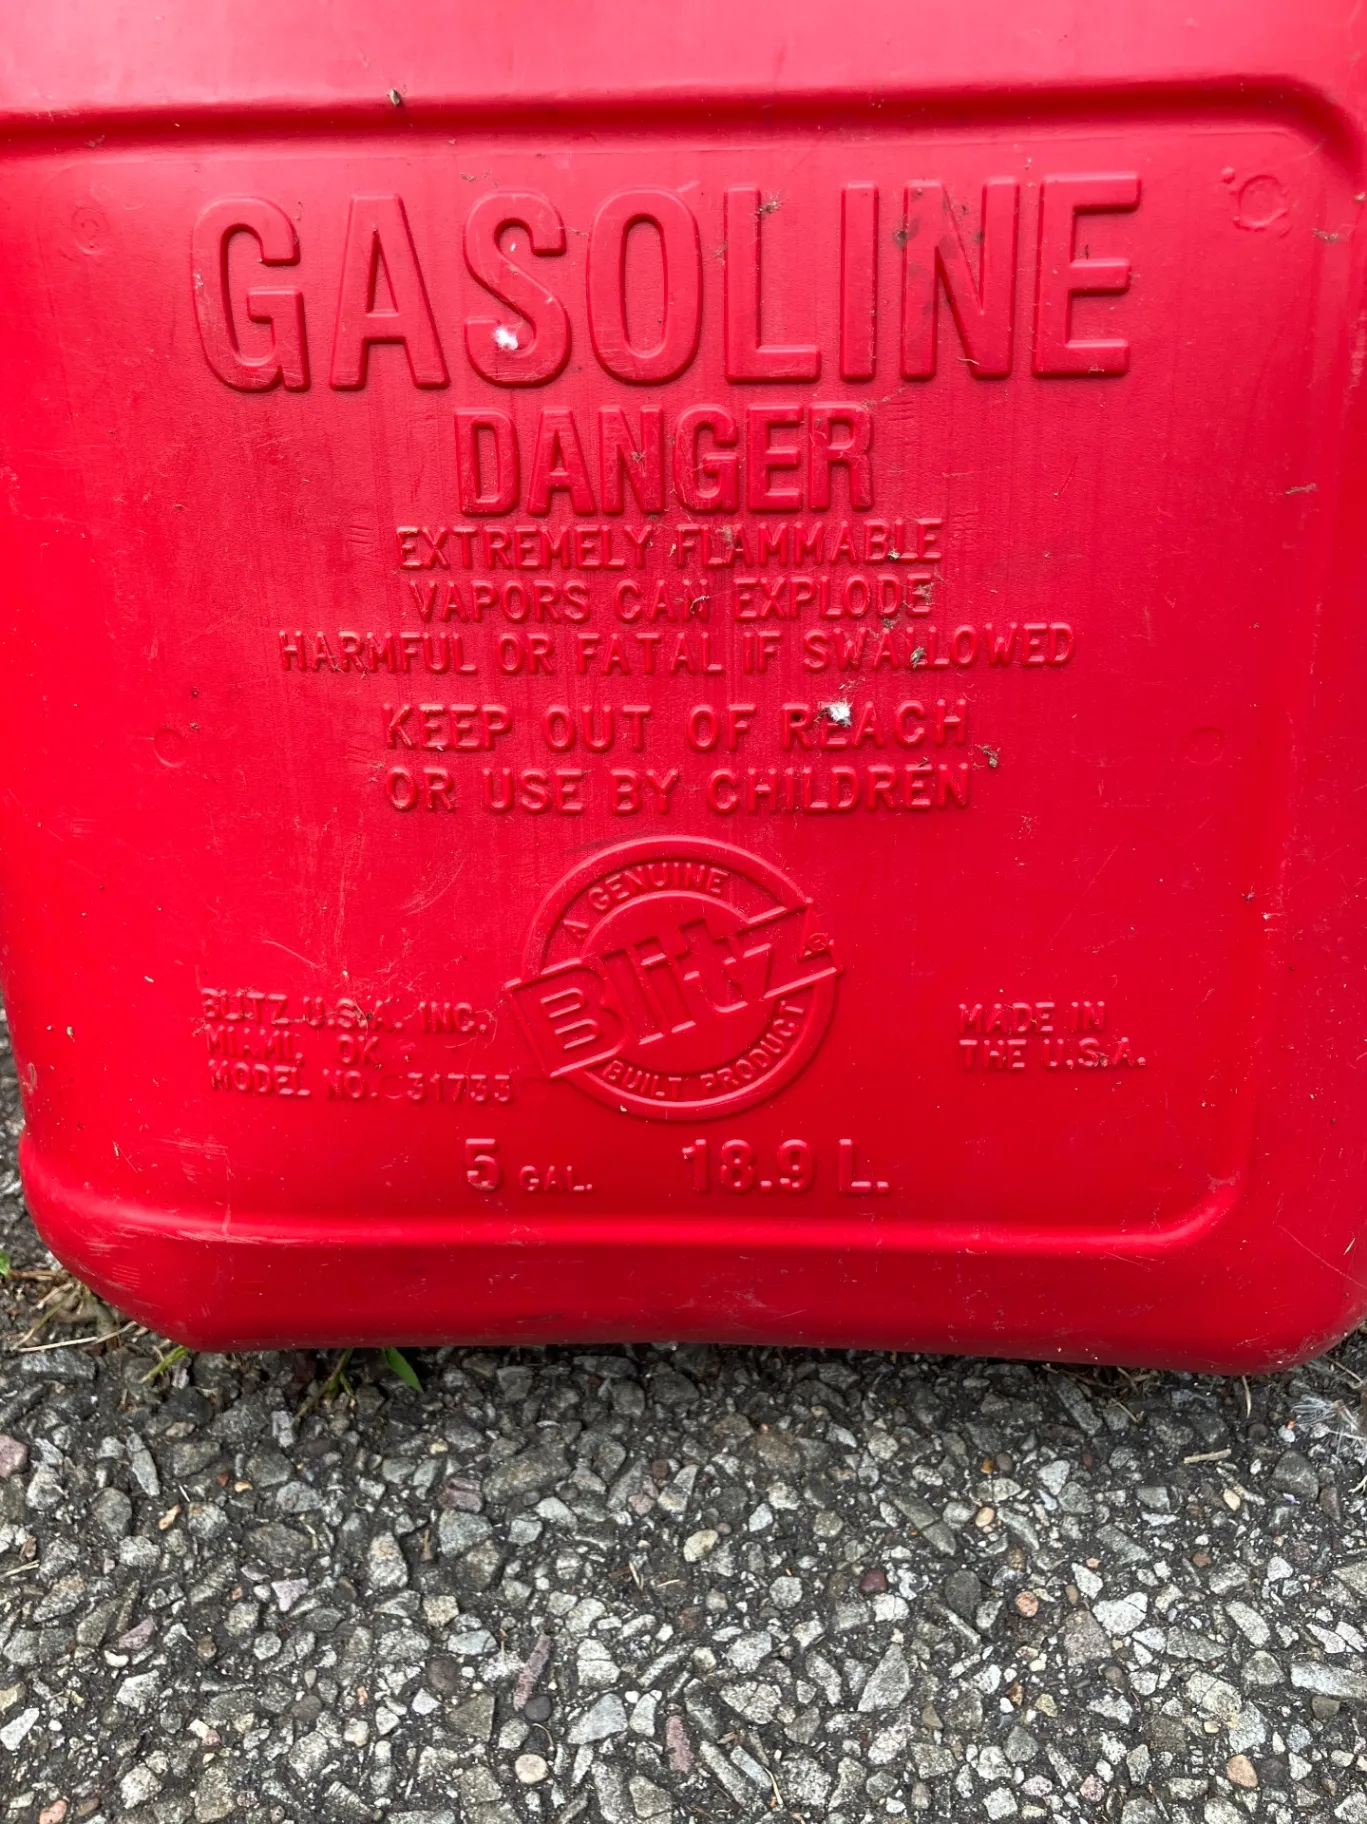 GASOLINE
DANGER
EXTREMELY FLAMMABLE
VAPORS CAN EXPLODE
HARMFUL OR FATAL IF SWALLOWED
KEEP OUT OF REACH
OR USE BY CHILDREN
A GENUINE
Blitz®
BUILT PRODUCT
BLITZ U.S.A. INC.
MIAMI, OK
MODEL NO. 31733
MADE IN
THE U.S.A.
5 GAL. 18.9 L.